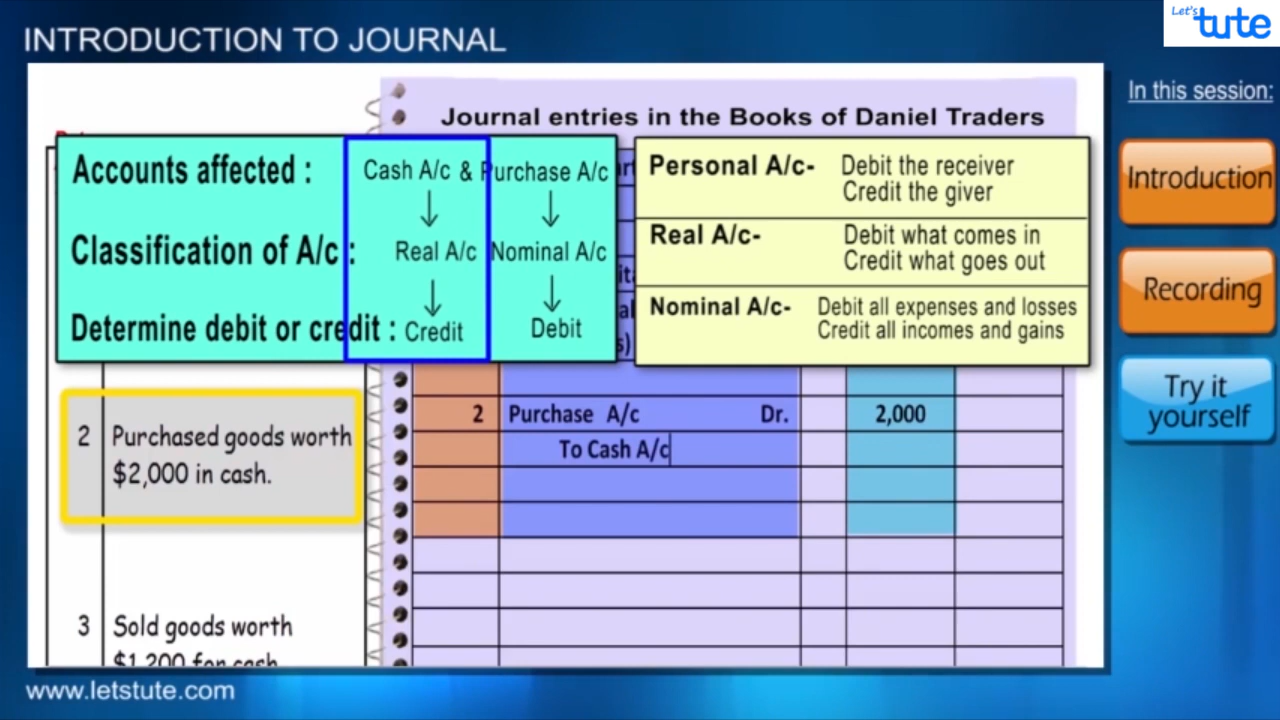 Let's
tute
INTRODUCTION TO JOURNAL
In this session:
Introduction
Recording
Try it
yourself
Journal entries in the Books of Daniel Traders
Accounts affected : Cash A/c & Purchase A/c
Classification of A/c : Real A/c Nominal A/c
Determine debit or credit : Credit Debit
Personal A/c- Debit the receiver
Credit the giver
Real A/c- Debit what comes in
Credit what goes out
Nominal A/c- Debit all expenses and losses
Credit all incomes and gains
2 Purchased goods worth
$2,000 in cash.
3 Sold goods worth
$1,200 for cash
2 Purchase A/c Dr. 2,000
To Cash A/c
www.letstute.com